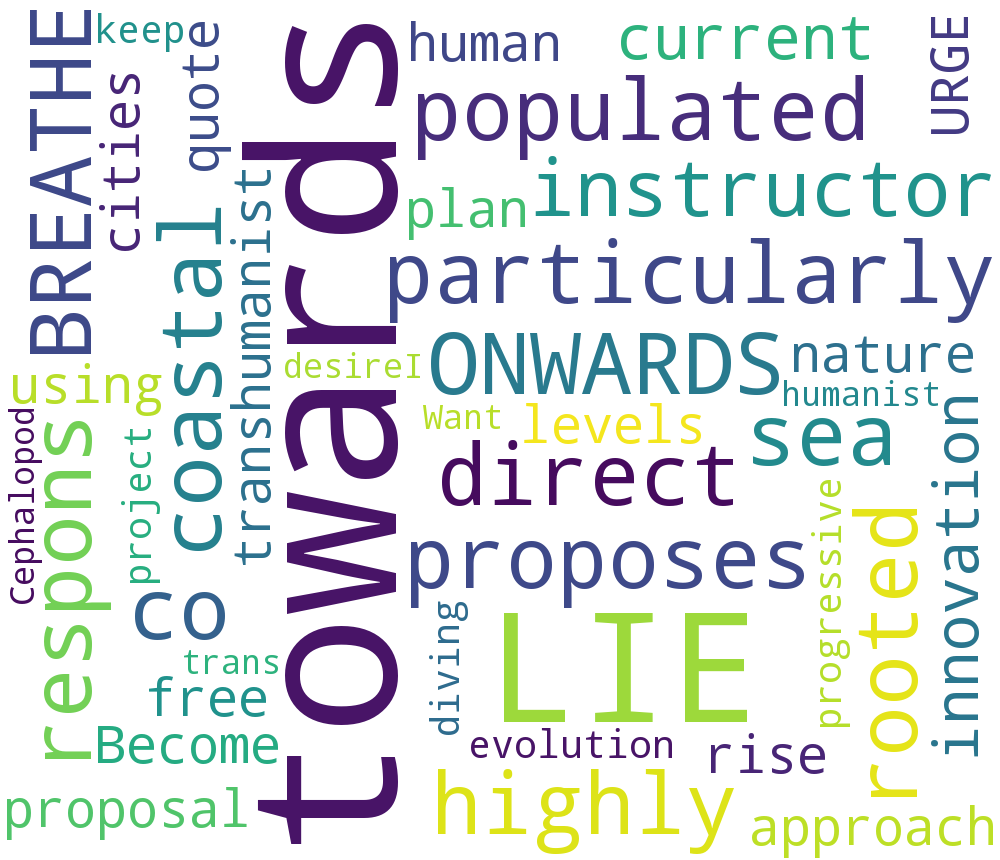 keep
human
current
URGE
BREATHE
cities
quote
towards
populated
instructor
plan
transhumanist
coastal
particularly
ONWARDS
nature
desireI
using
humanist
Want
levels
sea
innovation
Cephalopod
respons
project
direct
progressive
rooted
proposes
co
diving
LIE
trans
free
Become
evolution
rise
proposal
highly
approach